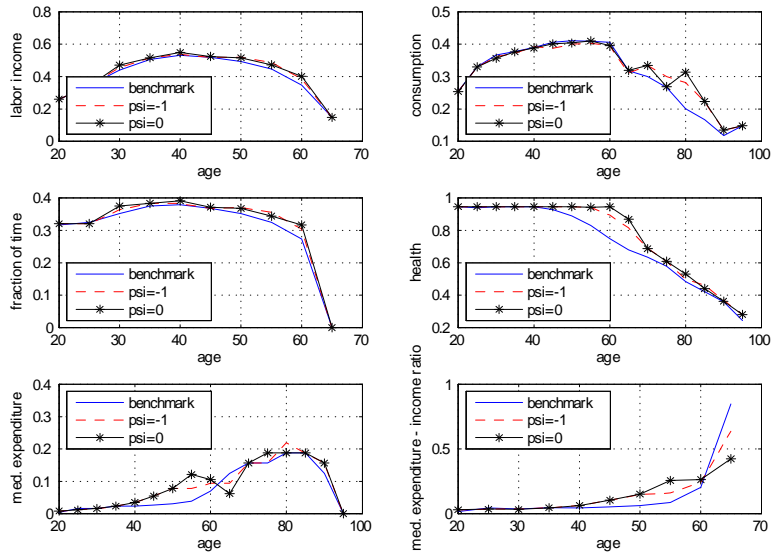 labor income
0.8
0.6
0.4
0.2
0
20
30
40
50
60
70
age
benchmark
psi=-1
psi=0
consumption
0.5
0.4
0.3
0.2
0.1
20
40
60
80
100
age
benchmark
psi=-1
psi=0
fraction of time
0.4
0.3
0.2
0.1
0
20
30
40
50
60
70
age
benchmark
psi=-1
psi=0
health
1
0.8
0.6
0.4
0.2
20
40
60
80
100
age
benchmark
psi=-1
psi=0
med. expenditure
0.4
0.3
0.2
0.1
0
20
40
60
80
100
age
benchmark
psi=-1
psi=0
med. expenditure - income ratio
1
0.5
0
20
30
40
50
60
70
age
benchmark
psi=-1
psi=0